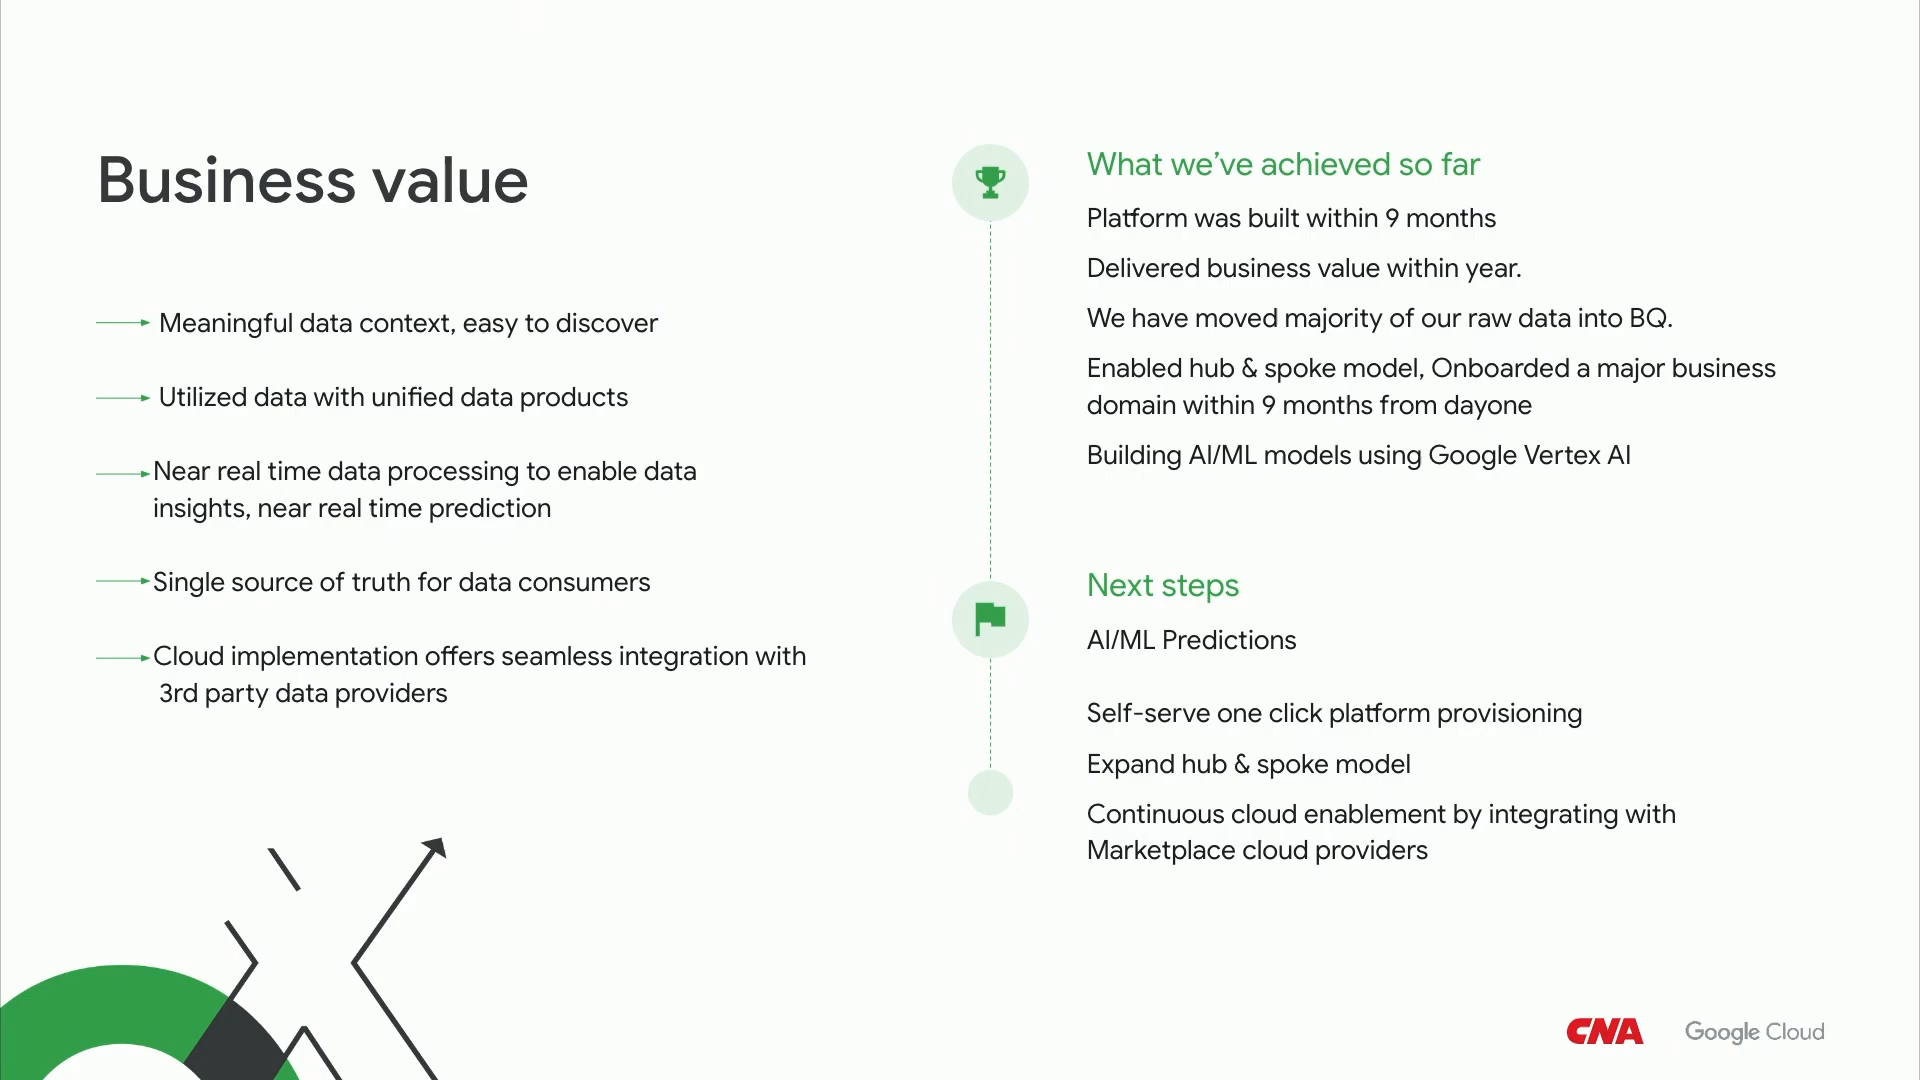 Business value
Meaningful data context, easy to discover
Utilized data with unified data products
Near real time data processing to enable data
insights, near real time prediction
Single source of truth for data consumers
Cloud implementation offers seamless integration with
3rd party data providers
What we’ve achieved so far
Platform was built within 9 months
Delivered business value within year.
We have moved majority of our raw data into BQ.
Enabled hub & spoke model, Onboarded a major business
domain within 9 months from dayone
Building AI/ML models using Google Vertex AI
Next steps
AI/ML Predictions
Self-serve one click platform provisioning
Expand hub & spoke model
Continuous cloud enablement by integrating with
Marketplace cloud providers
CNA
Google Cloud